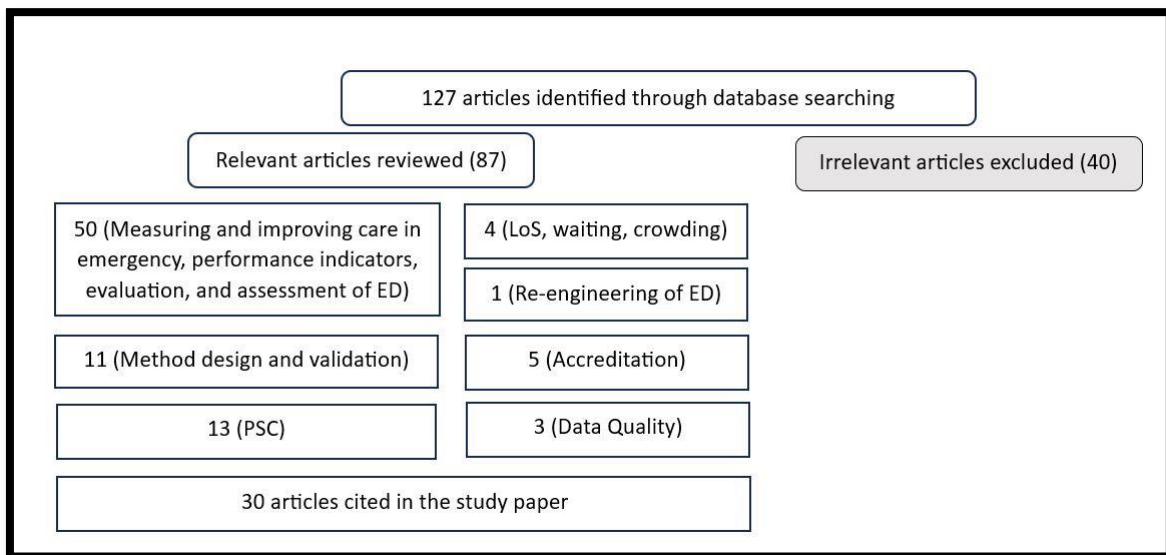 127 articles identified through database searching
Relevant articles reviewed (87)
Irrelevant articles excluded (40)
50 (Measuring and improving care in
emergency, performance indicators,
evaluation, and assessment of ED)
4 (LoS, waiting, crowding)
1 (Re-engineering of ED)
11 (Method design and validation)
5 (Accreditation)
13 (PSC)
3 (Data Quality)
30 articles cited in the study paper